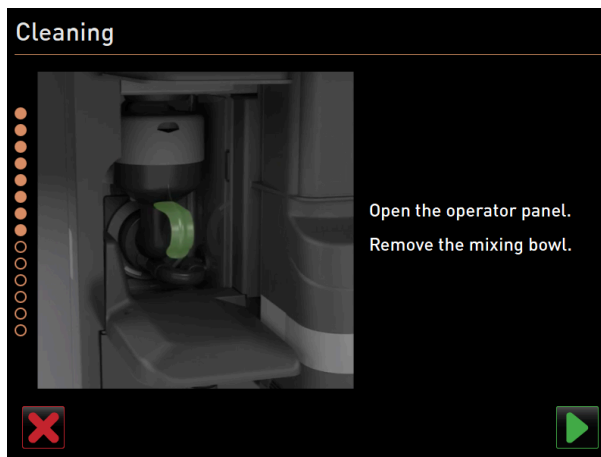 Cleaning
Open the operator panel.
Remove the mixing bowl.